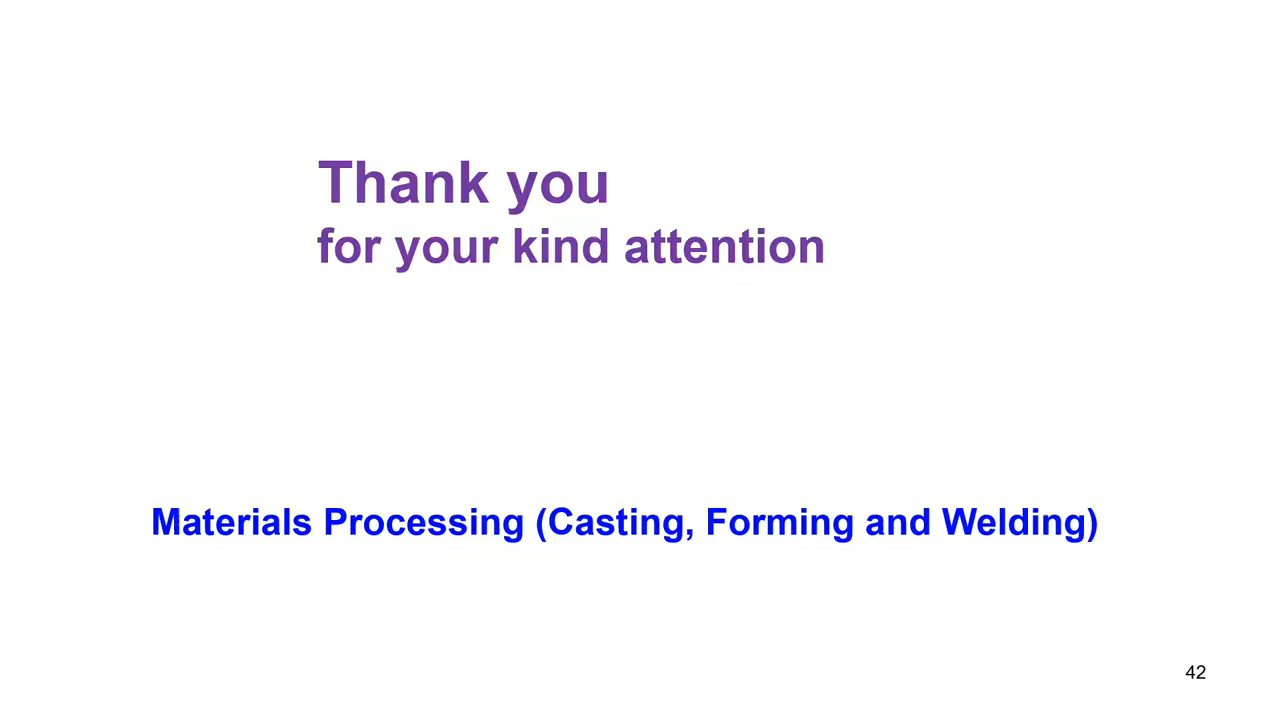 Thank you
for your kind attention
Materials Processing (Casting, Forming and Welding)
42